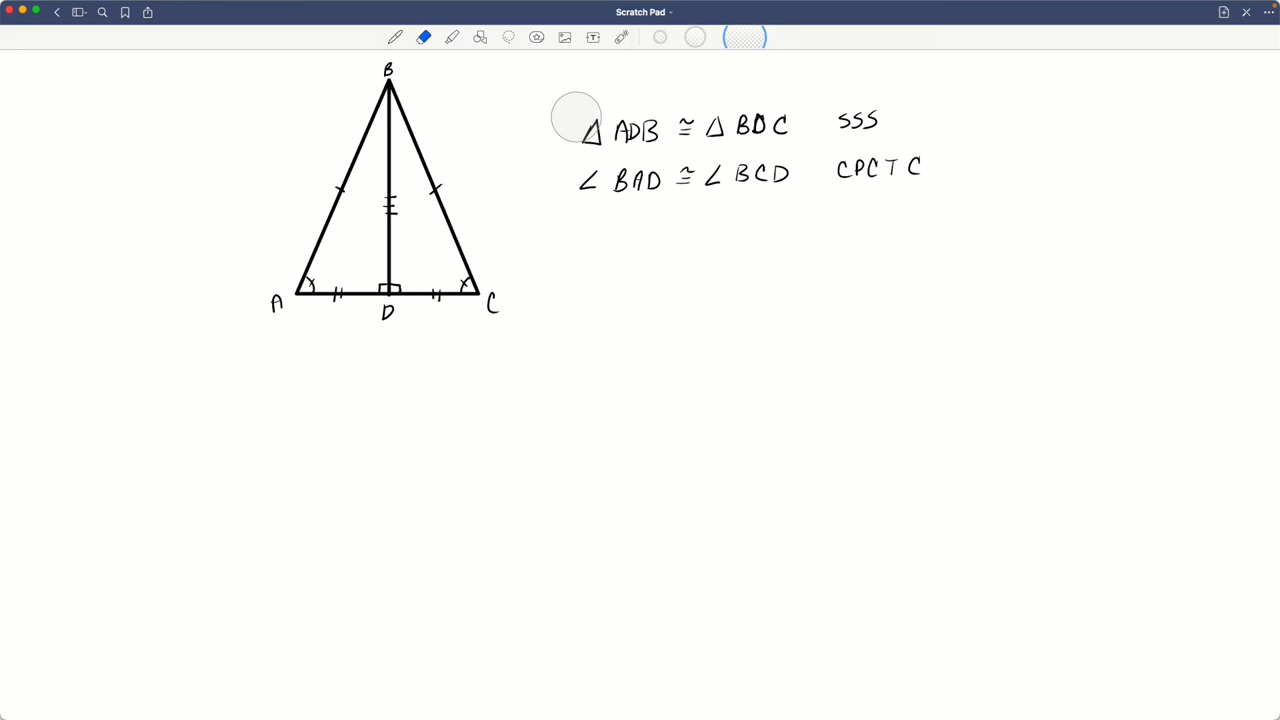 Scratch Pad
B
△ ADB ≅ △ BDC SSS
∠ BAD ≅ ∠ BCD CPCTC
A
D
C